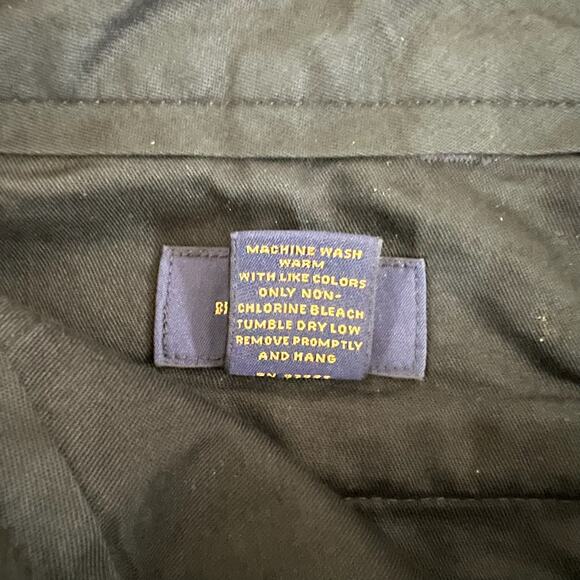 MACHINE WASH
WARM
WITH LIKE COLORS
ONLY NON-
CHLORINE BLEACH
TUMBLE DRY LOW
REMOVE PROMPTLY
AND HANG